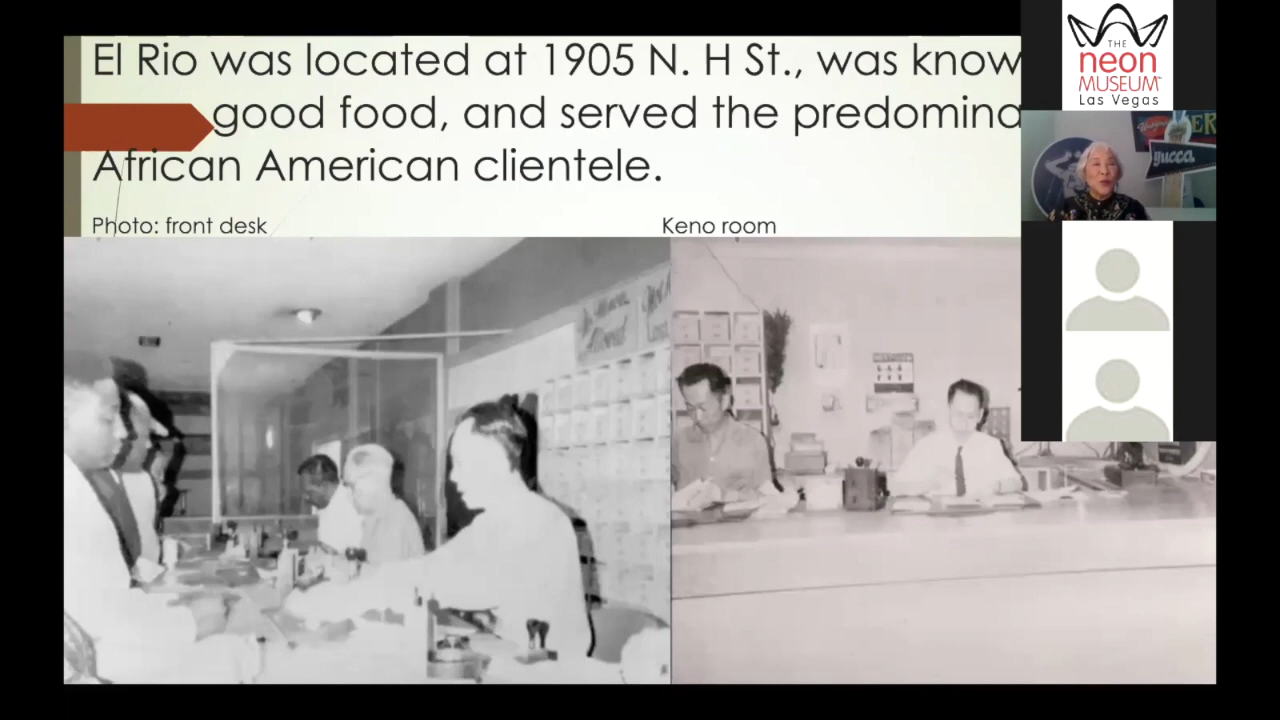 El Rio was located at 1905 N. H St., was know
good food, and served the predomina
African American clientele.
Photo: front desk
Keno room
THE
neon
MUSEUM
Las Vegas
yucca